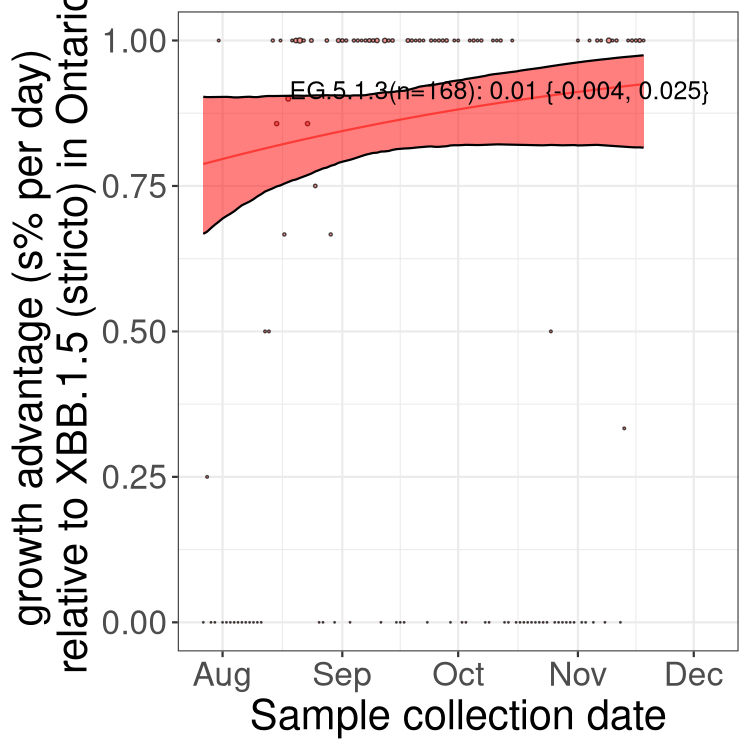 growth advantage (s% per day)
relative to XBB.1.5 (stricto) in Ontario
1.00
0.75
0.50
0.25
0.00
EG.5.1.3(n=168): 0.01 {-0.004, 0.025}
Aug Sep Oct Nov Dec
Sample collection date